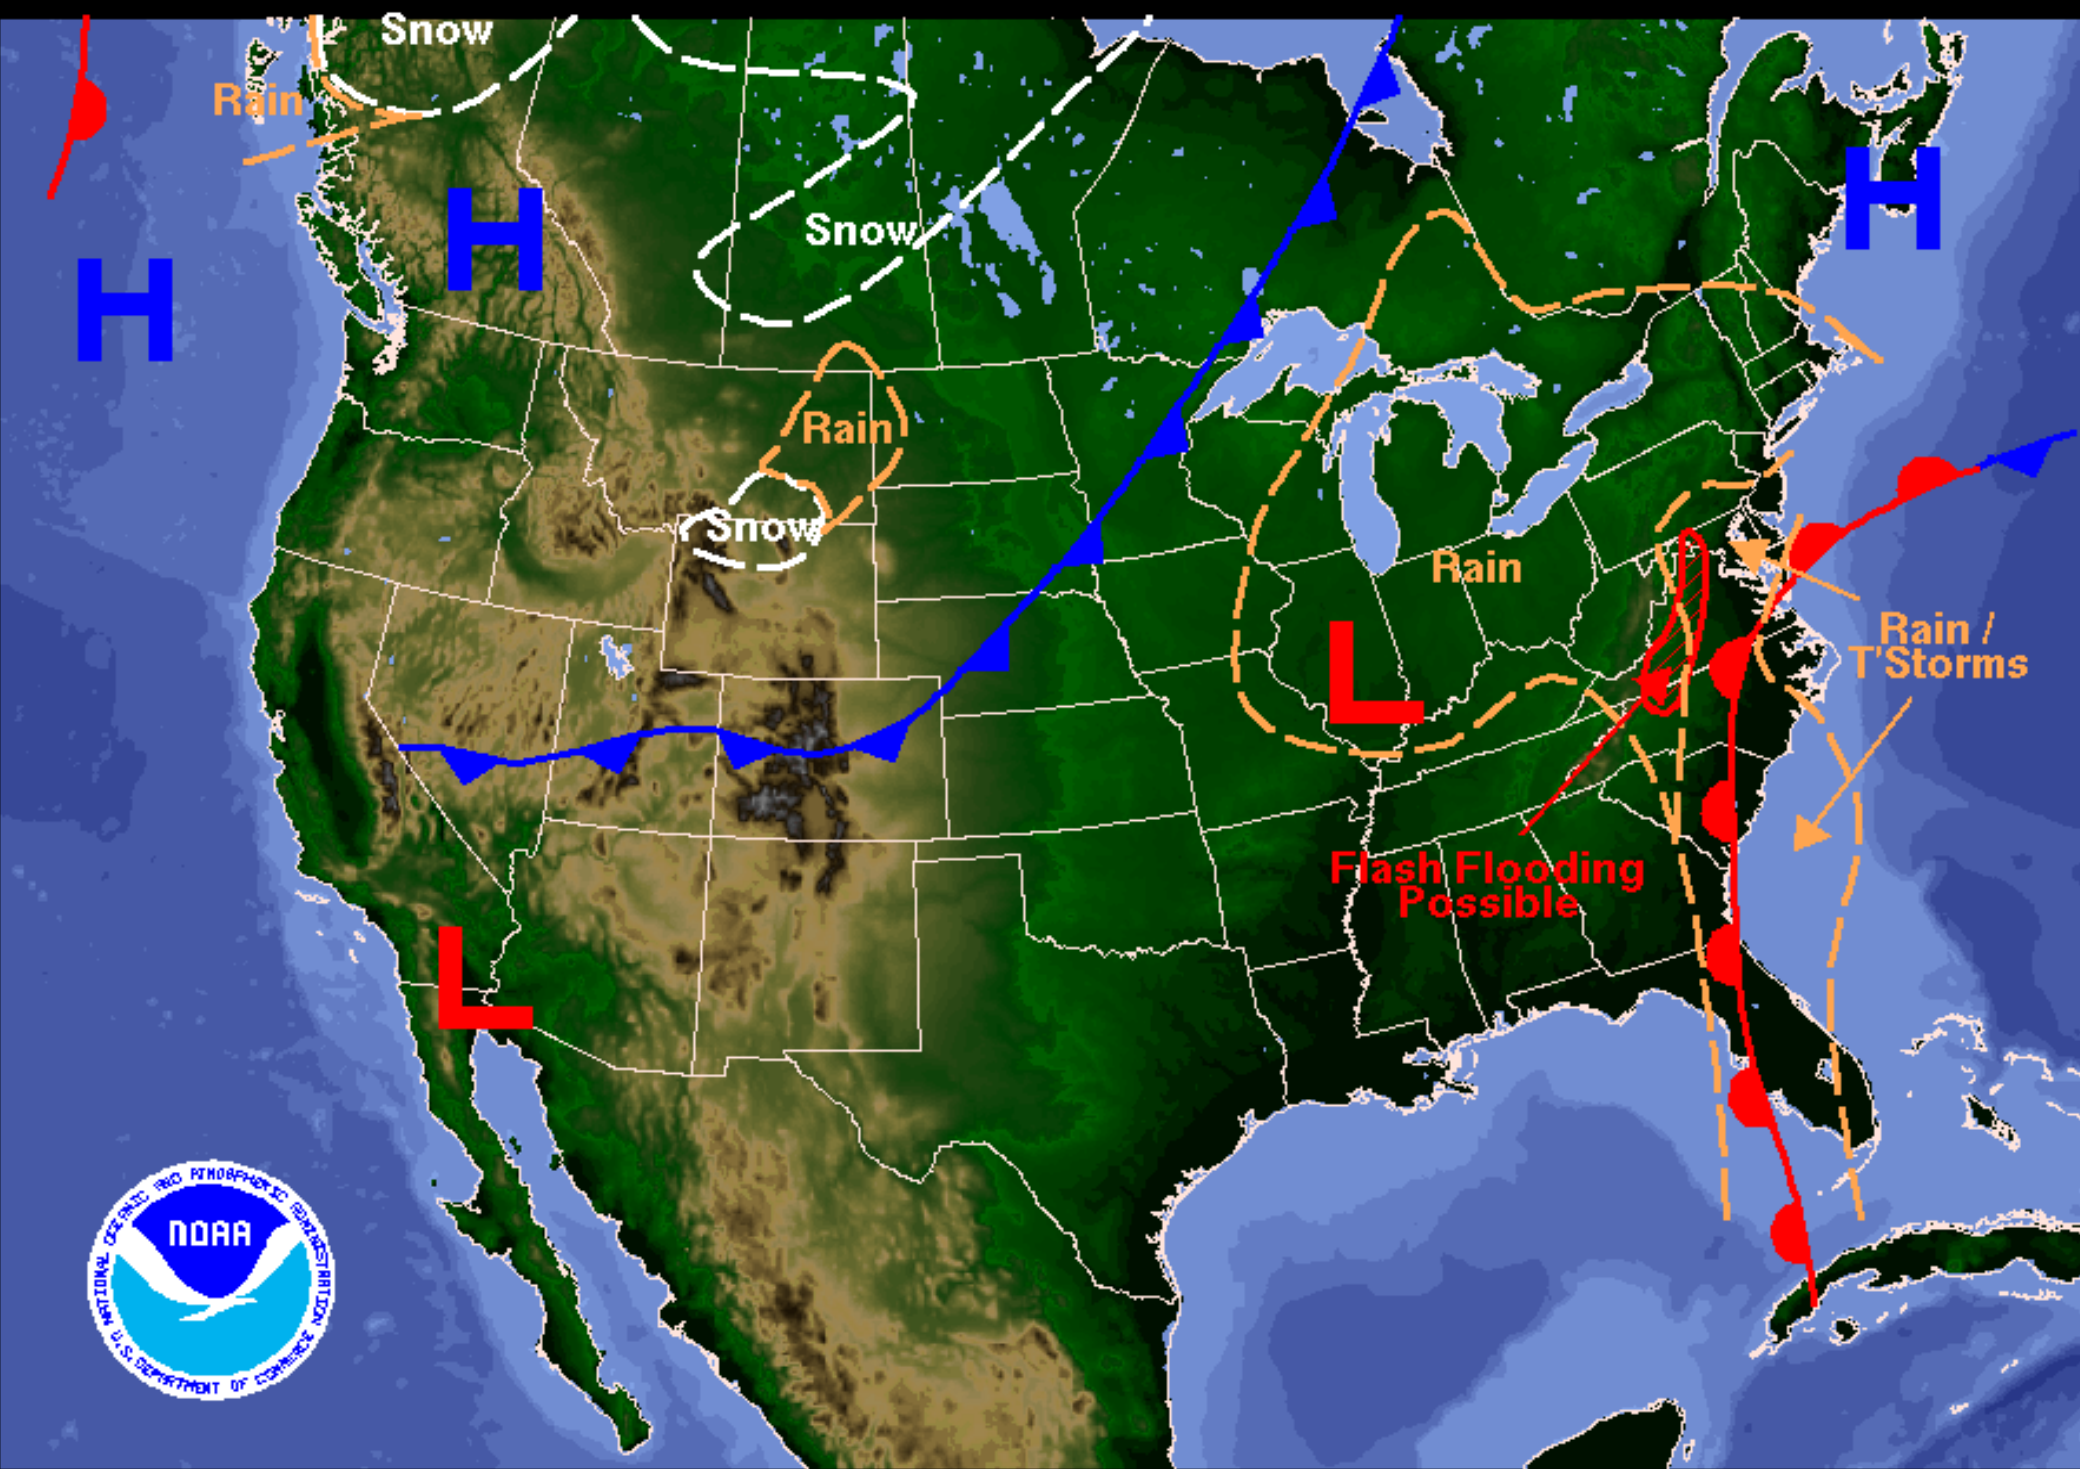 Snow
Rain
H
H
H
Snow
Rain
Snow
Rain
L
Rain /
T'Storms
Flash Flooding
Possible
L
NOAA
NATIONAL OCEANIC AND ATMOSPHERIC ADMINISTRATION
U.S. DEPARTMENT OF COMMERCE